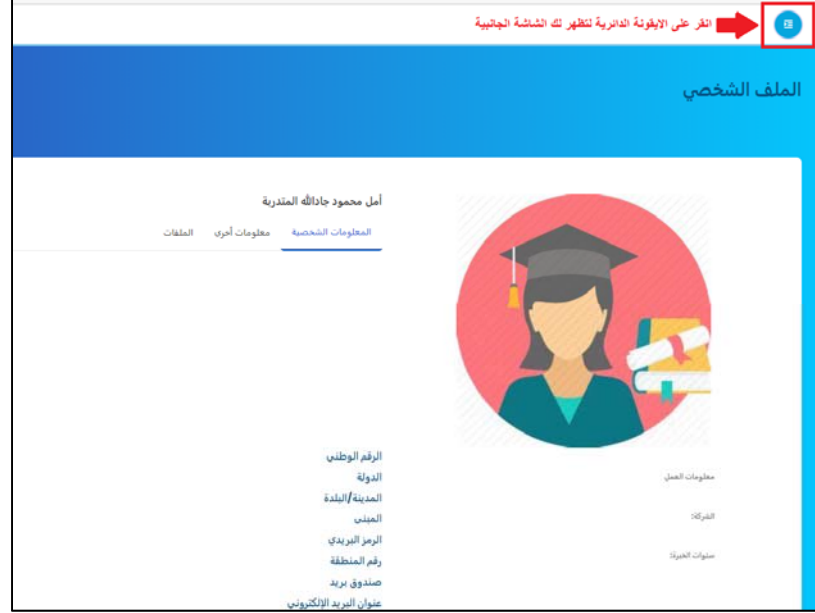 انقر على الايقونة الدائرية لتظهر لك الشاشة الجانبية
الملف الشخصي
أمل محمود جادالله المتدربة
المعلومات الشخصية
معلومات أخرى
الملفات
الرقم الوطني
الدولة
المدينة/البلدة
المبنى
الرمز البريدي
رقم المنطقة
صندوق بريد
عنوان البريد الإلكتروني
معلومات العمل
الشركة:
سنوات الخبرة: